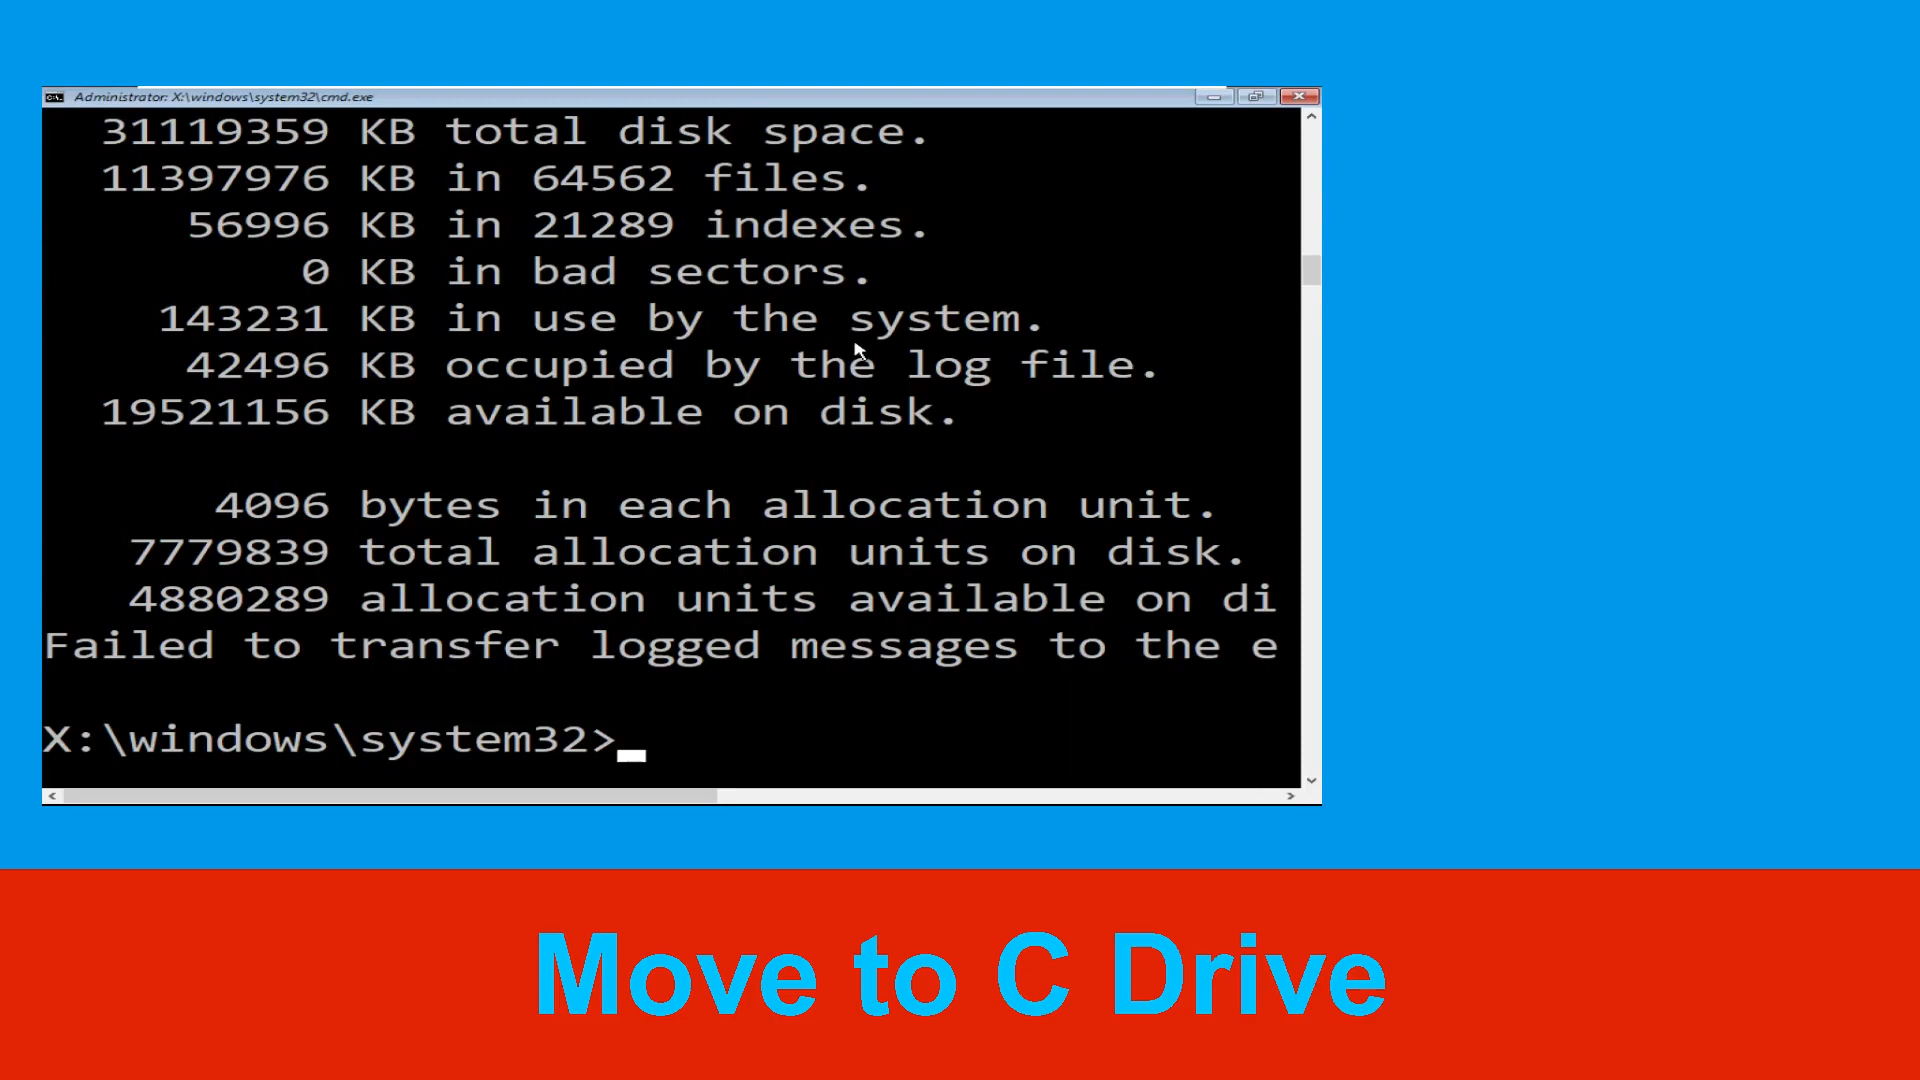 Administrator: X:\windows\system32\cmd.exe
31119359 KB total disk space.
11397976 KB in 64562 files.
56996 KB in 21289 indexes.
0 KB in bad sectors.
143231 KB in use by the system.
42496 KB occupied by the log file.
19521156 KB available on disk.
4096 bytes in each allocation unit.
7779839 total allocation units on disk.
4880289 allocation units available on di
Failed to transfer logged messages to the e
X:\windows\system32>
Move to C Drive